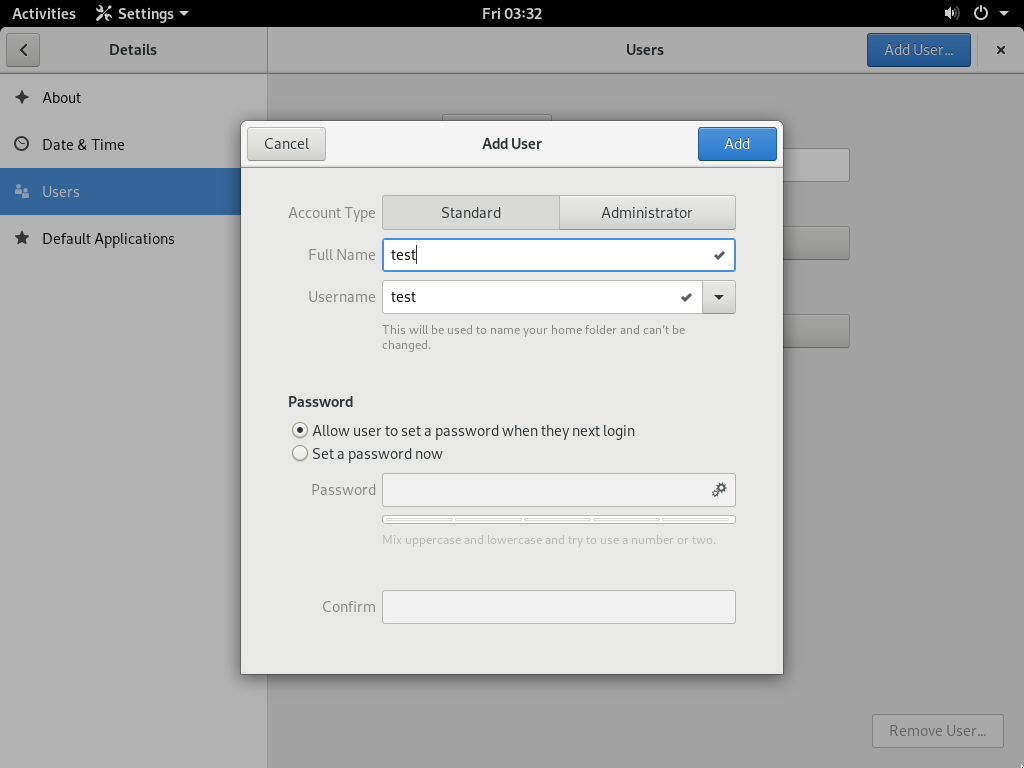 Activities Settings Fri 03:32
Details Users Add User...
About
Date & Time
Users
Default Applications
Cancel Add User Add
Account Type Standard Administrator
Full Name test
Username test
This will be used to name your home folder and can't be
changed.
Password
Allow user to set a password when they next login
Set a password now
Password
Mix uppercase and lowercase and try to use a number or two.
Confirm
Remove User...